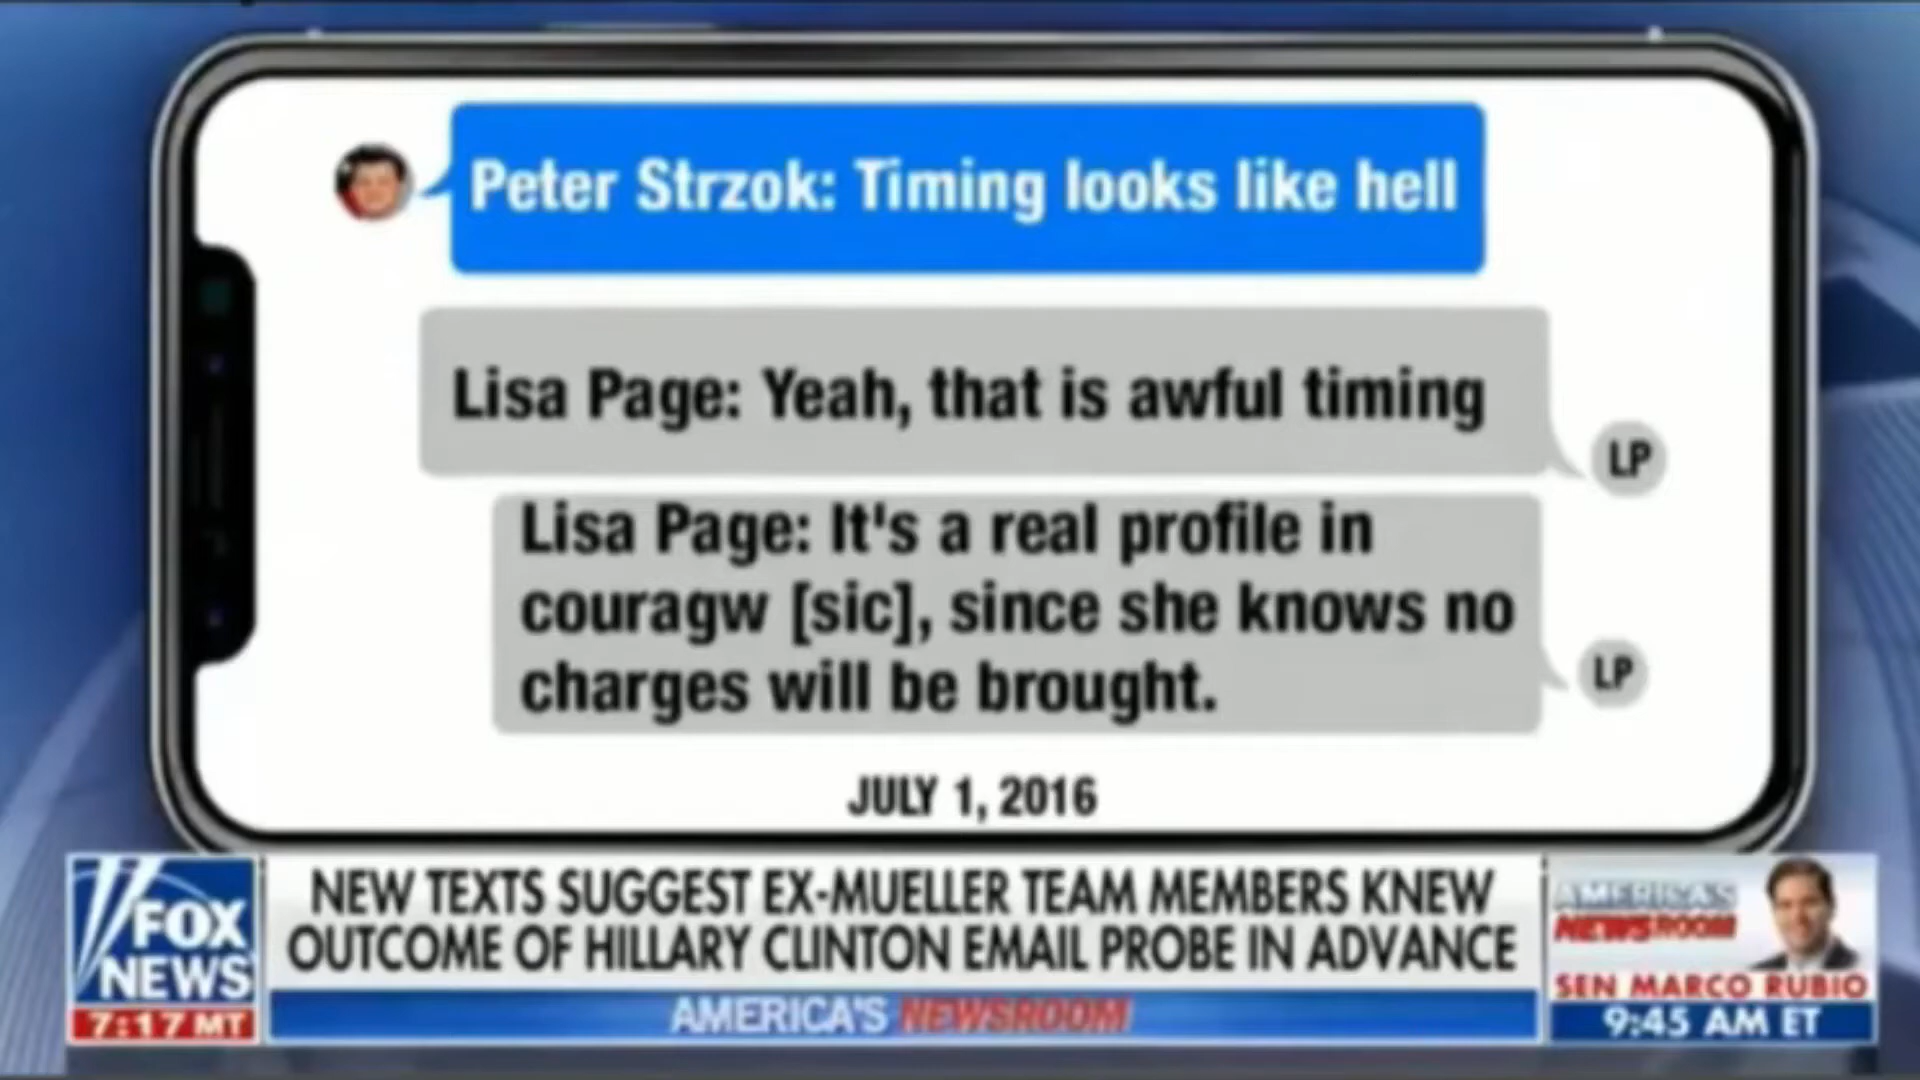 Peter Strzok: Timing looks like hell
Lisa Page: Yeah, that is awful timing
LP
Lisa Page: It's a real profile in
couragw [sic], since she knows no
charges will be brought.
LP
JULY 1, 2016
FOX
NEWS
7:17 MT
NEW TEXTS SUGGEST EX-MUELLER TEAM MEMBERS KNEW
OUTCOME OF HILLARY CLINTON EMAIL PROBE IN ADVANCE
AMERICA'S NEWSROOM
AMERICA'S
NEWSROOM
SEN MARCO RUBIO
9:45 AM ET